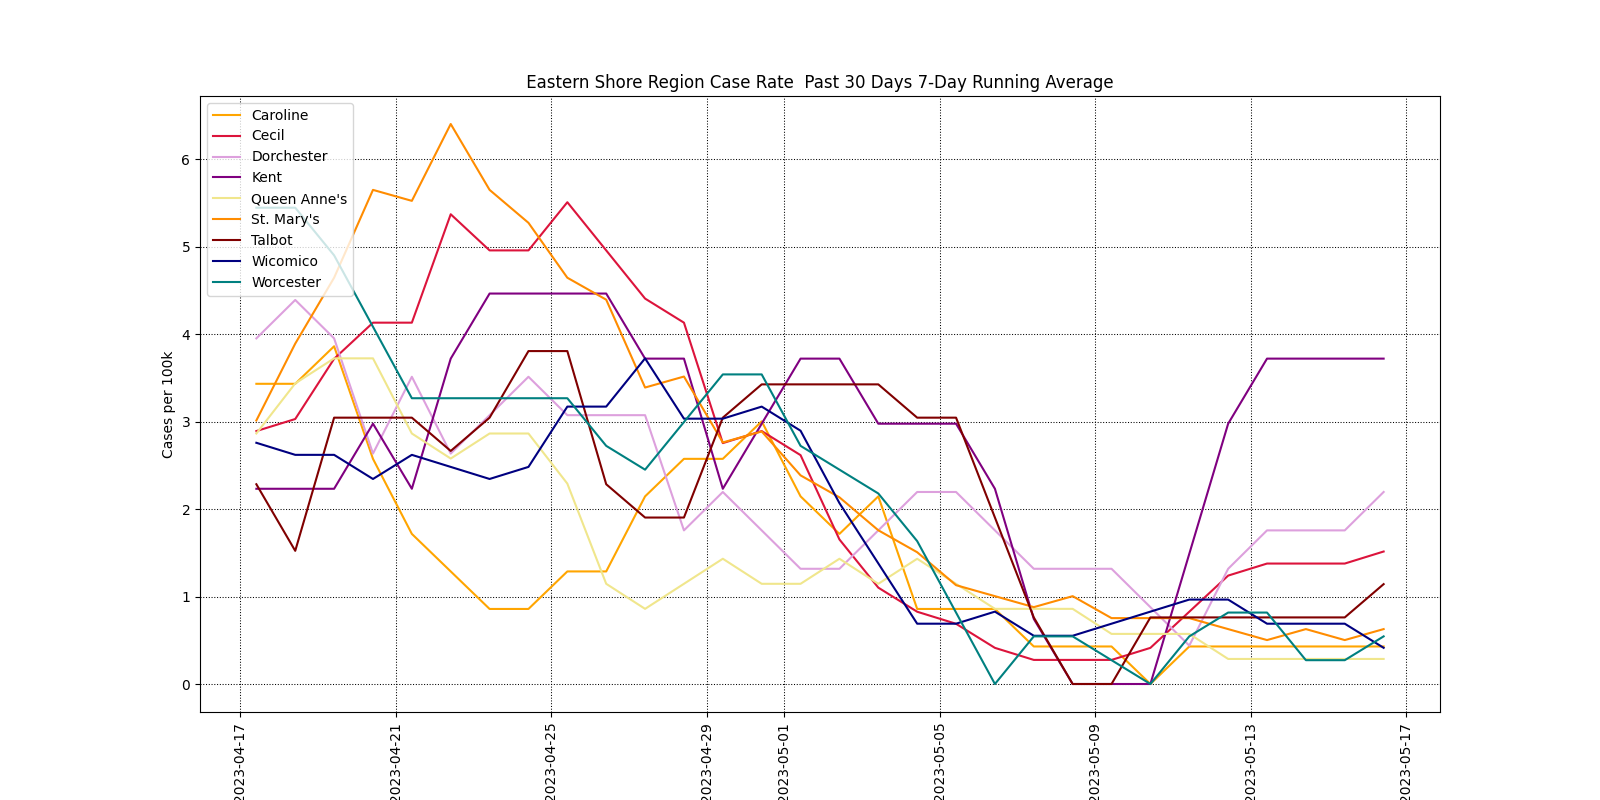 Eastern Shore Region Case Rate  Past 30 Days 7-Day Running Average
Caroline
Cecil
Dorchester
Kent
Queen Anne's
St. Mary's
Talbot
Wicomico
Worcester
Cases per 100k
6
5
4
3
2
1
0
2023-04-17
2023-04-21
2023-04-25
2023-04-29
2023-05-01
2023-05-05
2023-05-09
2023-05-13
2023-05-17